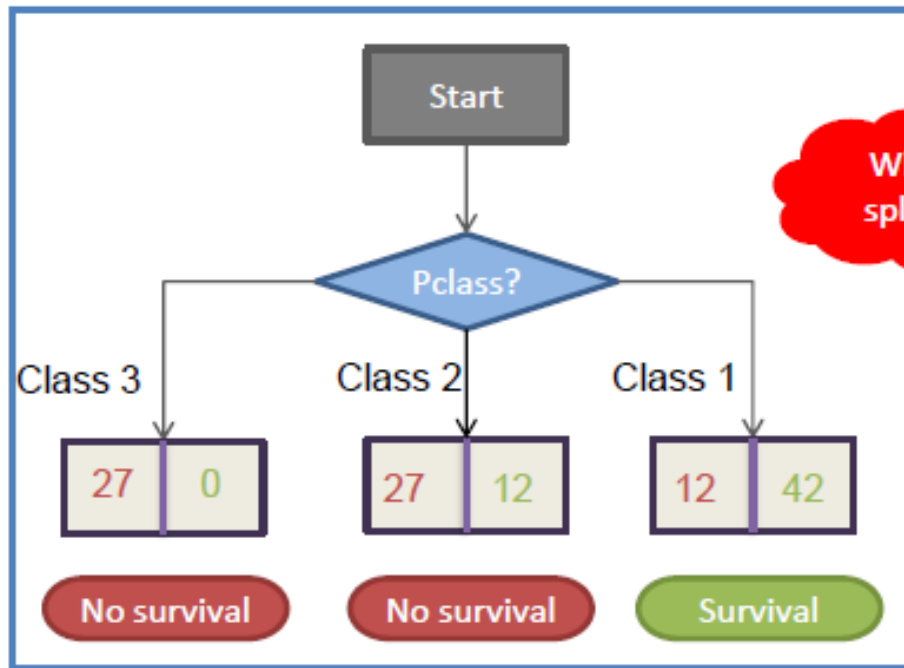 Start
Pclass?
Class 3
Class 2
Class 1
27 0
27 12
12 42
No survival
No survival
Survival